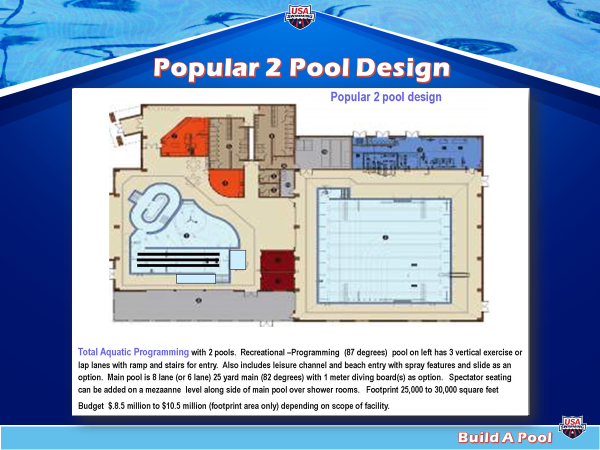 USA
SWIMMING
Popular 2 Pool Design
Popular 2 pool design
Total Aquatic Programming with 2 pools. Recreational –Programming (87 degrees) pool on left has 3 vertical exercise or
lap lanes with ramp and stairs for entry. Also includes leisure channel and beach entry with spray features and slide as an
option. Main pool is 8 lane (or 6 lane) 25 yard main (82 degrees) with 1 meter diving board(s) as option. Spectator seating
can be added on a mezaanne level along side of main pool over shower rooms. Footprint 25,000 to 30,000 square feet
Budget $.8.5 million to $10.5 million (footprint area only) depending on scope of facility.
Build A Pool
USA
SWIMMING